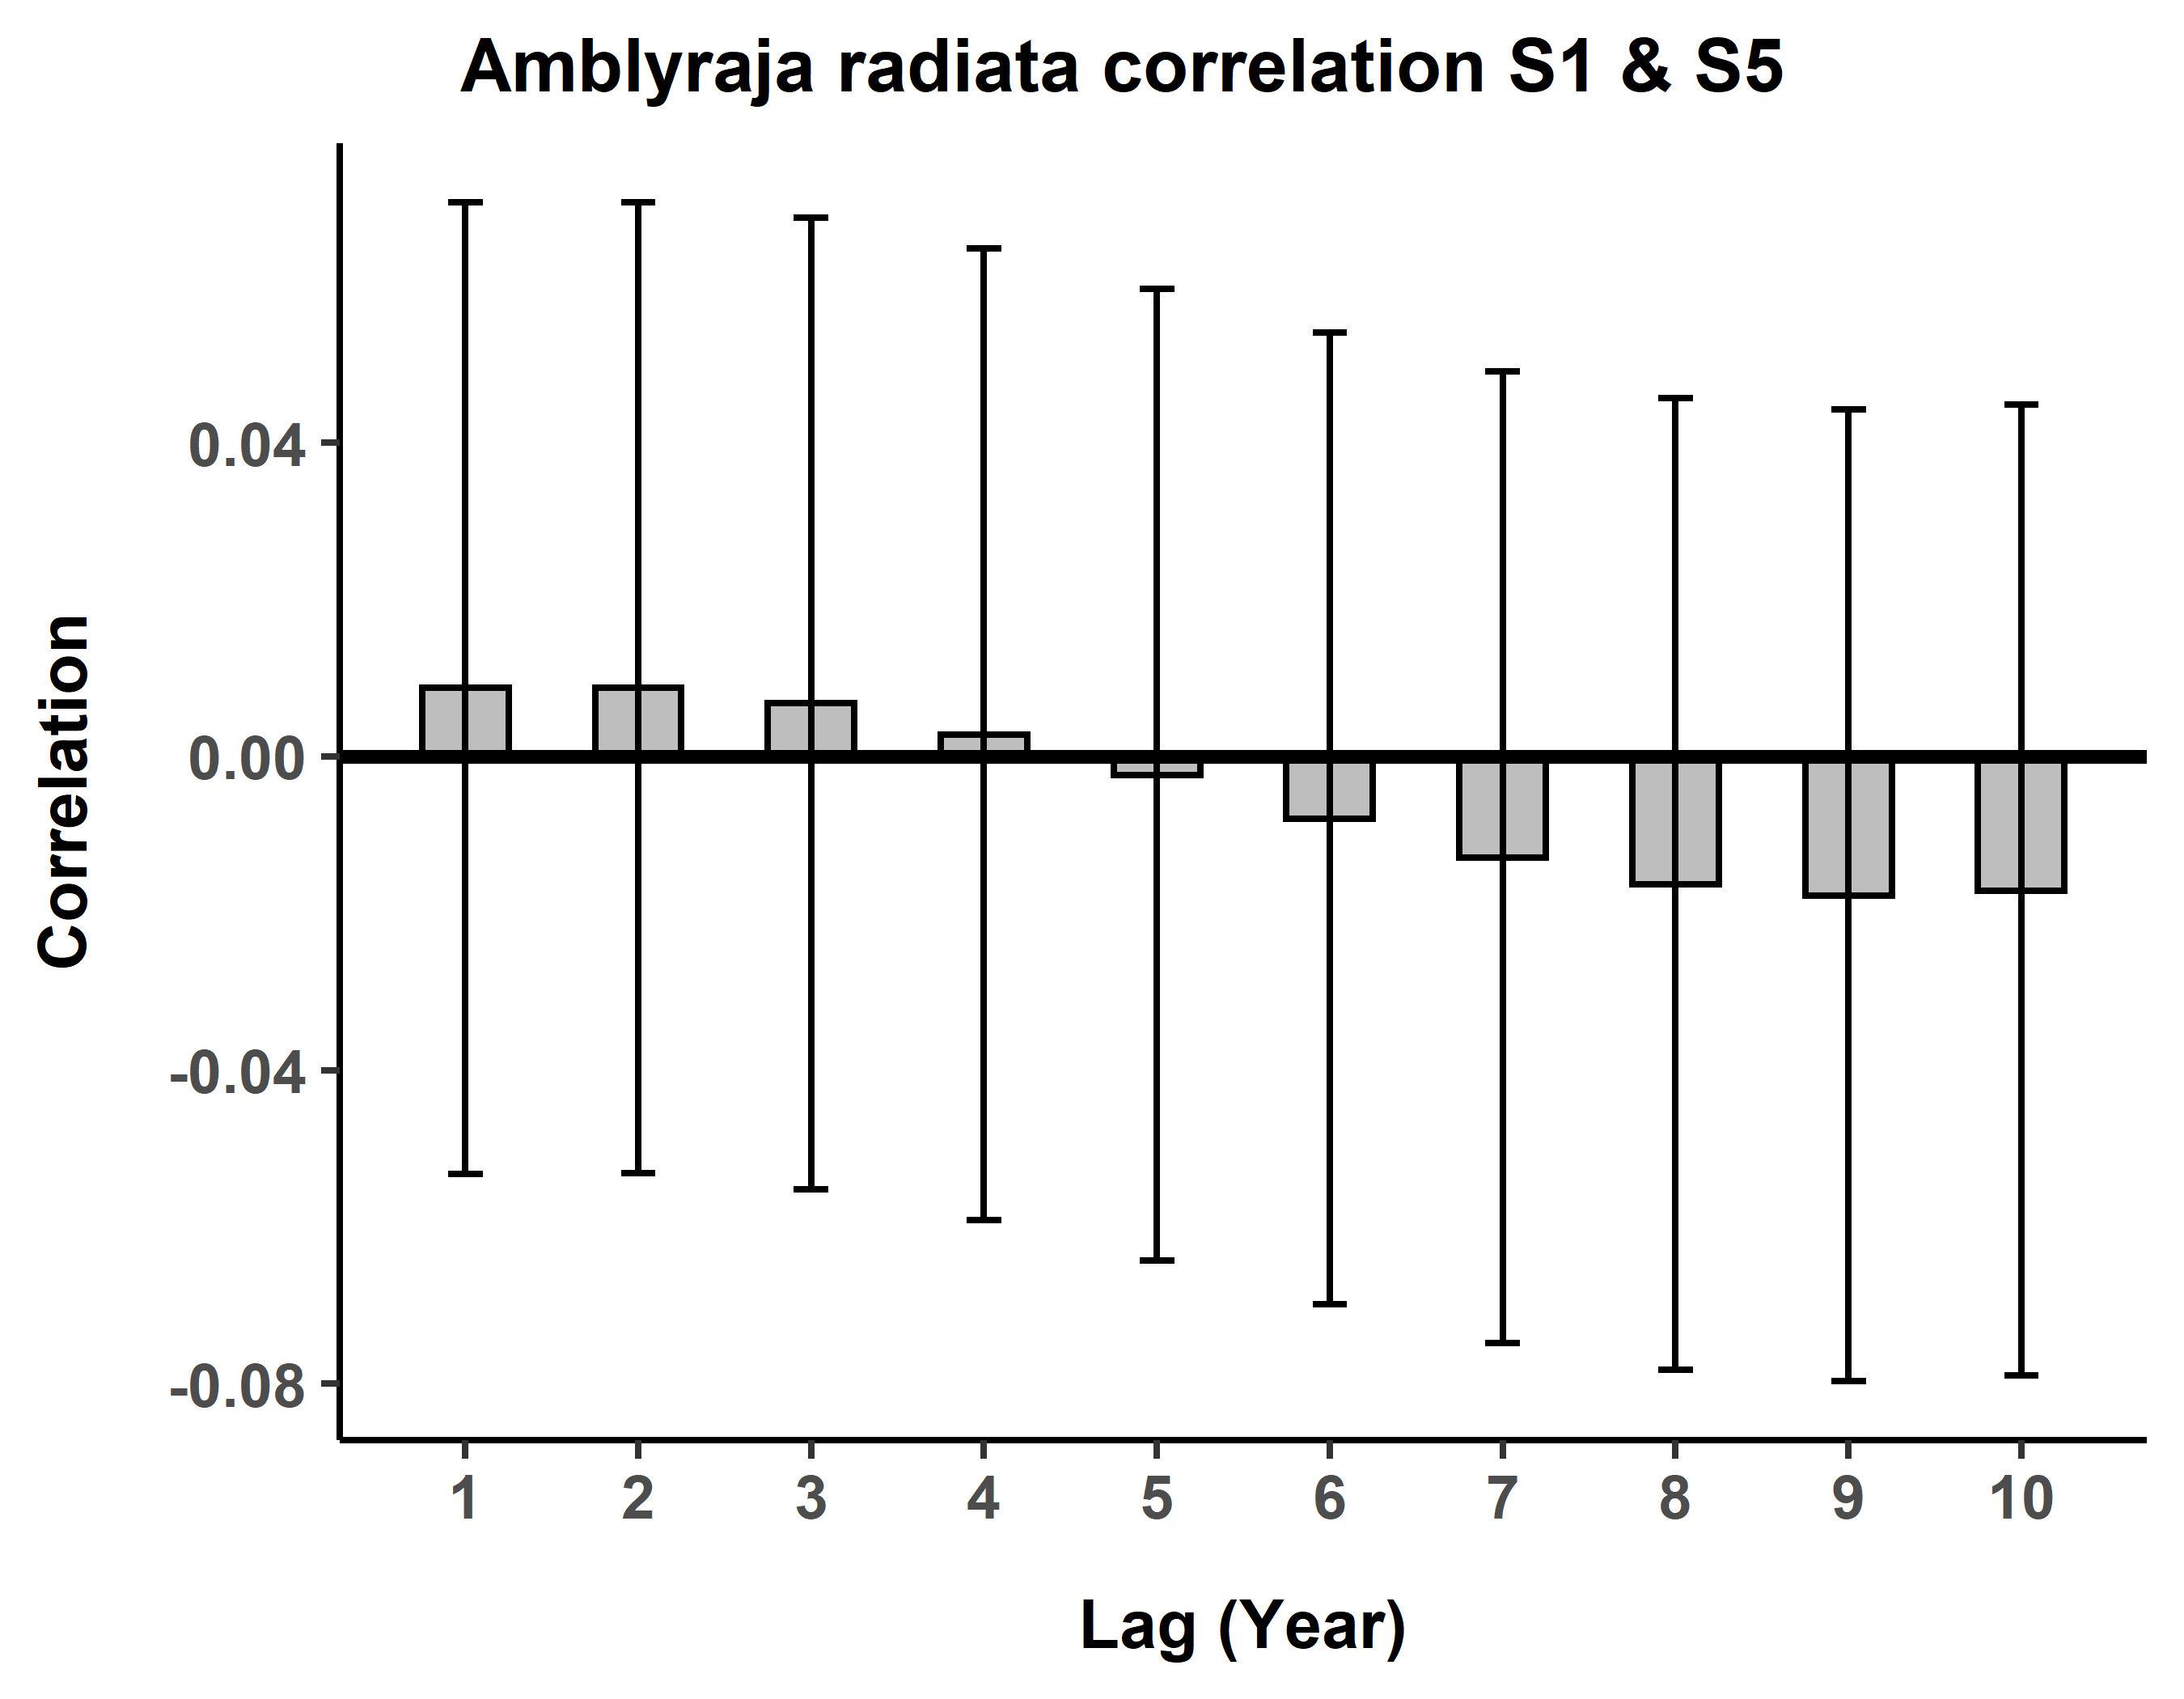 Amblyraja radiata correlation S1 & S5
Correlation
0.04
0.00
-0.04
-0.08
1 2 3 4 5 6 7 8 9 10
Lag (Year)